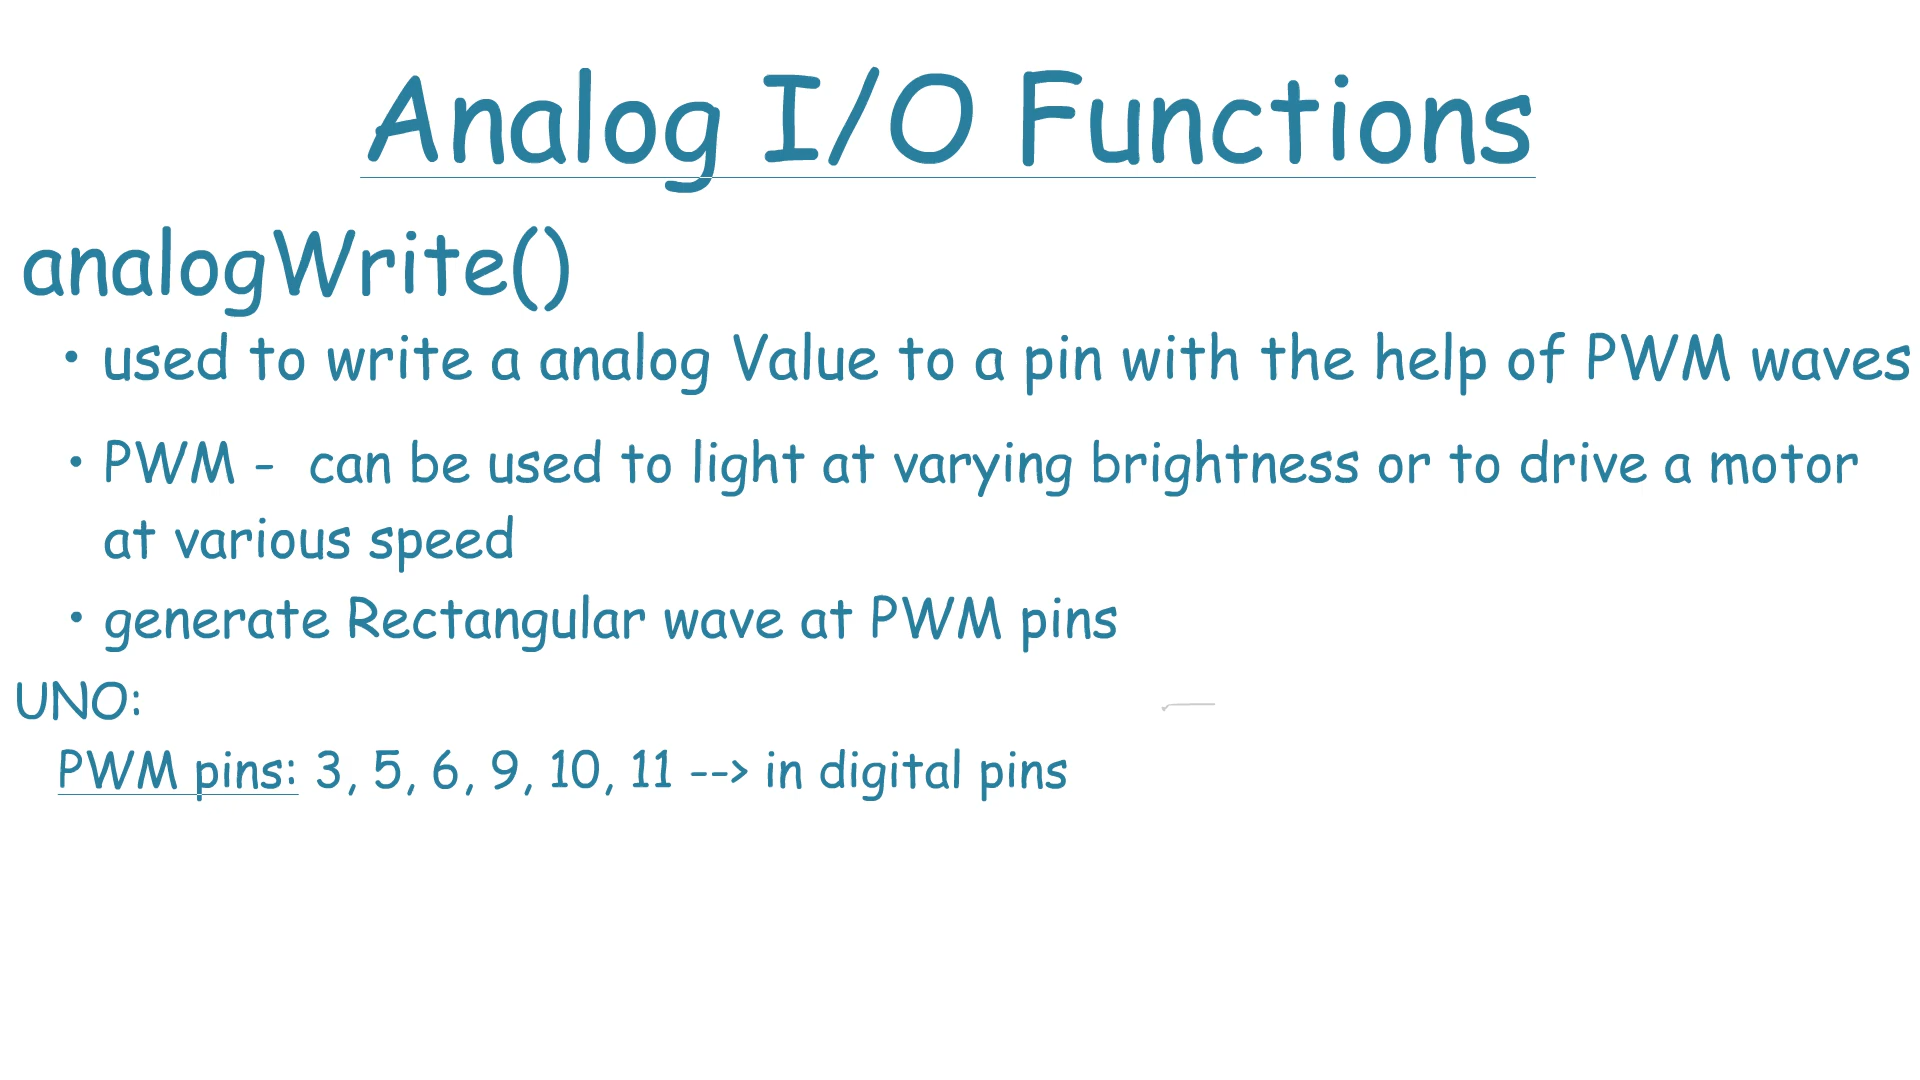 Analog I/O Functions
analogWrite()
• used to write a analog Value to a pin with the help of PWM waves
• PWM - can be used to light at varying brightness or to drive a motor
at various speed
• generate Rectangular wave at PWM pins
UNO:
PWM pins: 3, 5, 6, 9, 10, 11 --> in digital pins